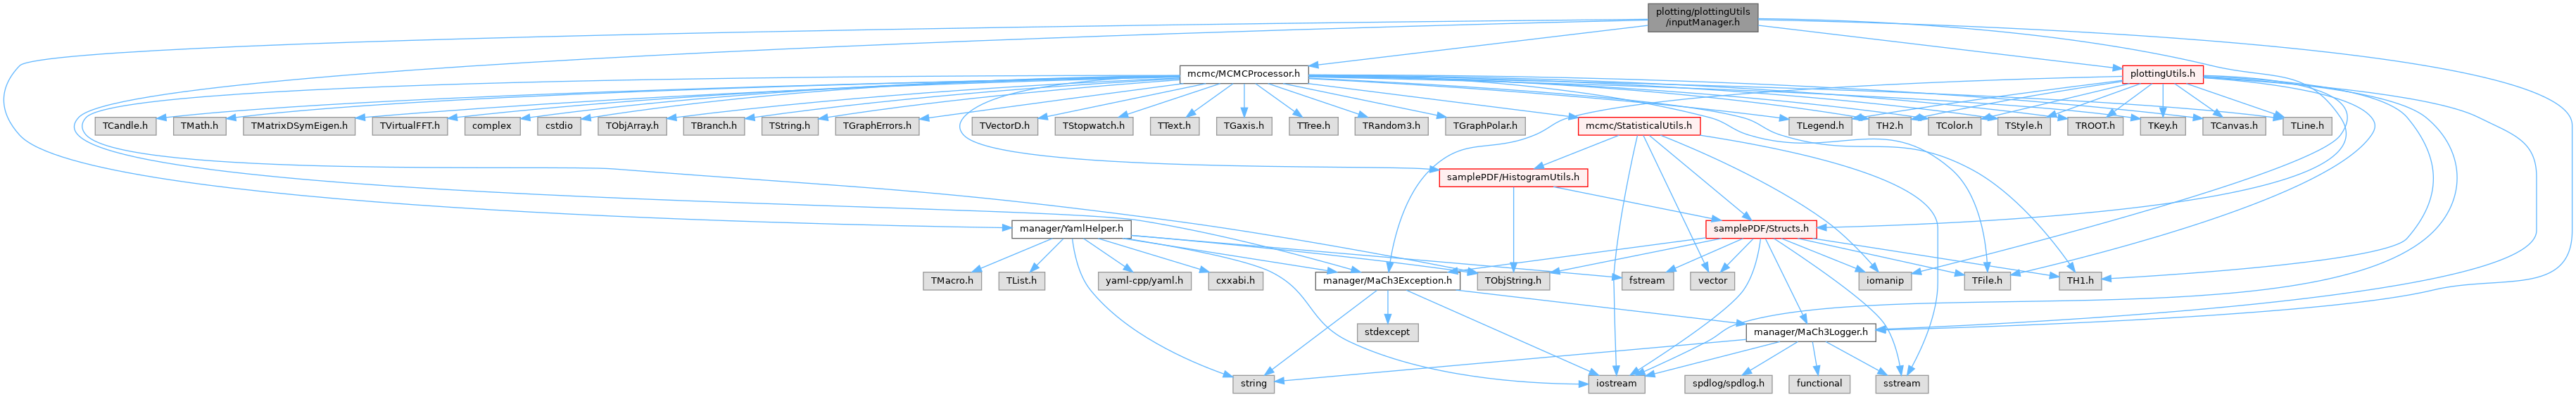 plotting/plottingUtils
/inputManager.h
mcmc/MCMCProcessor.h
plottingUtils.h
TCandle.h
TMath.h
TMatrixDSymEigen.h
TVirtualFFT.h
complex
cstdio
TObjArray.h
TBranch.h
TString.h
TGraphErrors.h
TVectorD.h
TStopwatch.h
TText.h
TGaxis.h
TTree.h
TRandom3.h
TGraphPolar.h
mcmc/StatisticalUtils.h
TLegend.h
TH2.h
TColor.h
TStyle.h
TROOT.h
TKey.h
TCanvas.h
TLine.h
samplePDF/HistogramUtils.h
manager/YamlHelper.h
samplePDF/Structs.h
TMacro.h
TList.h
yaml-cpp/yaml.h
cxxabi.h
manager/MaCh3Exception.h
TObjString.h
fstream
vector
iomanip
TFile.h
TH1.h
stdexcept
manager/MaCh3Logger.h
string
iostream
spdlog/spdlog.h
functional
sstream